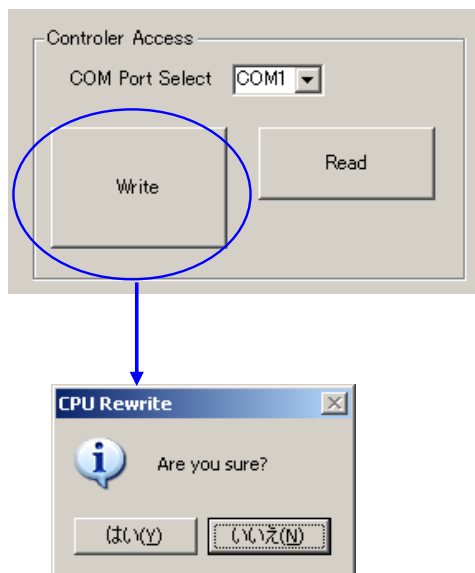 Controler Access
COM Port Select COM1
Write
Read
CPU Rewrite
Are you sure?
はい(Y) いいえ(N)